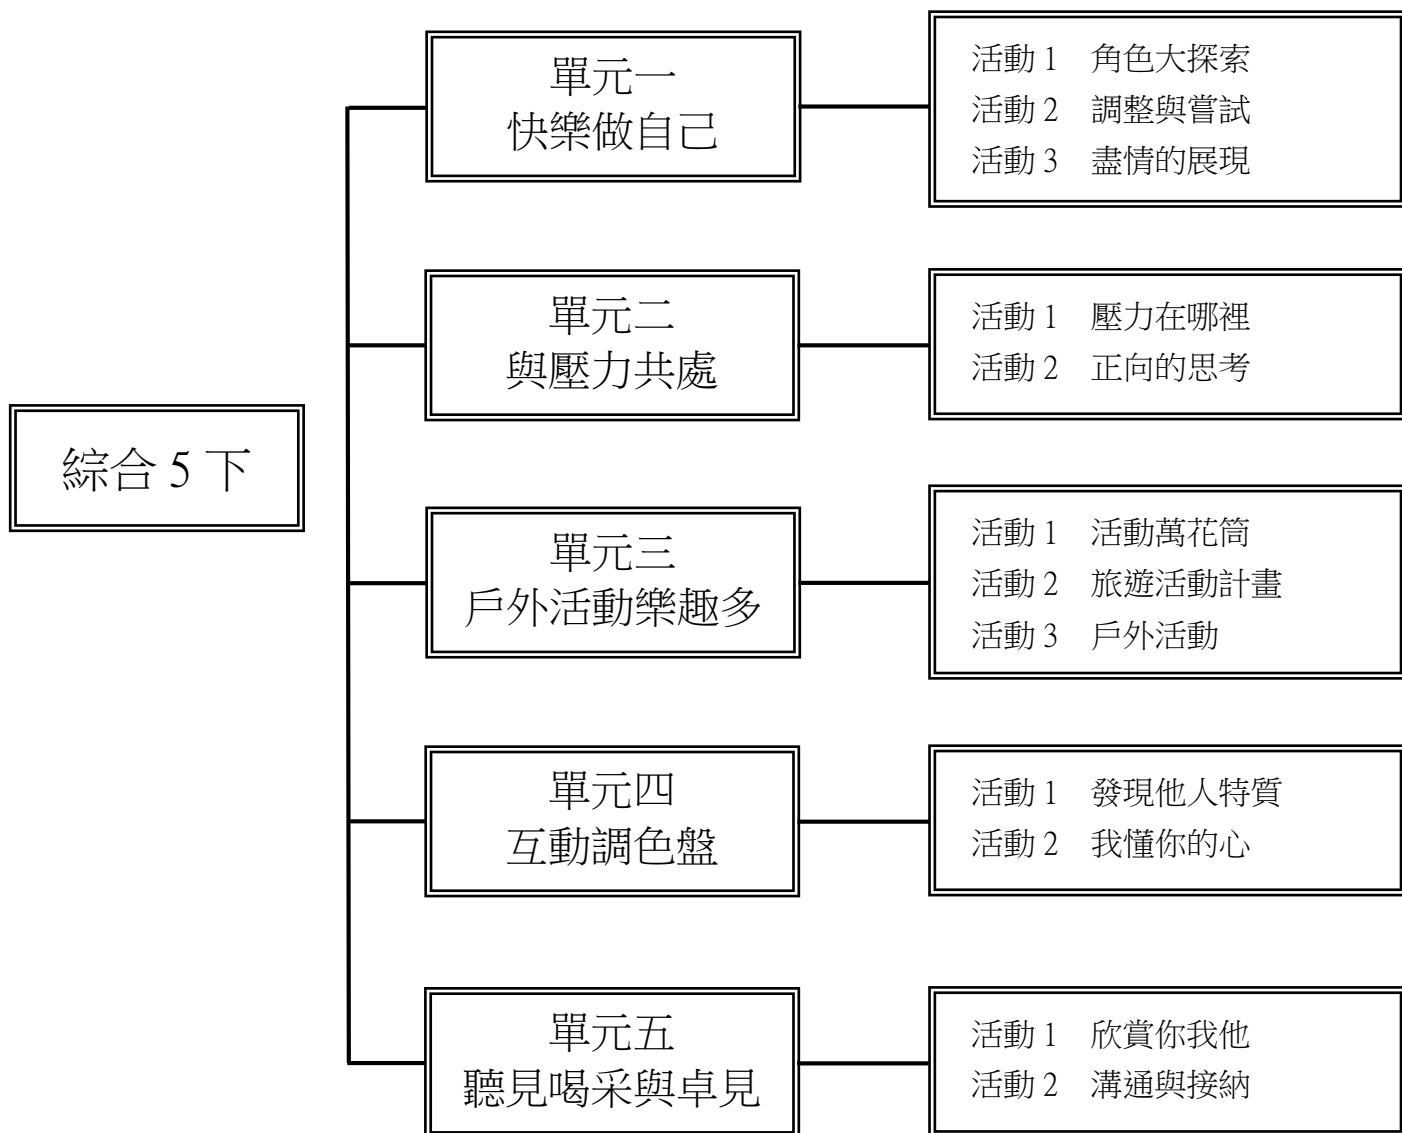 綜合 5 下
單元一
快樂做自己
活動 1　角色大探索
活動 2　調整與嘗試
活動 3　盡情的展現
單元二
與壓力共處
活動 1　壓力在哪裡
活動 2　正向的思考
單元三
戶外活動樂趣多
活動 1　活動萬花筒
活動 2　旅遊活動計畫
活動 3　戶外活動
單元四
互動調色盤
活動 1　發現他人特質
活動 2　我懂你的心
單元五
聽見喝采與卓見
活動 1　欣賞你我他
活動 2　溝通與接納